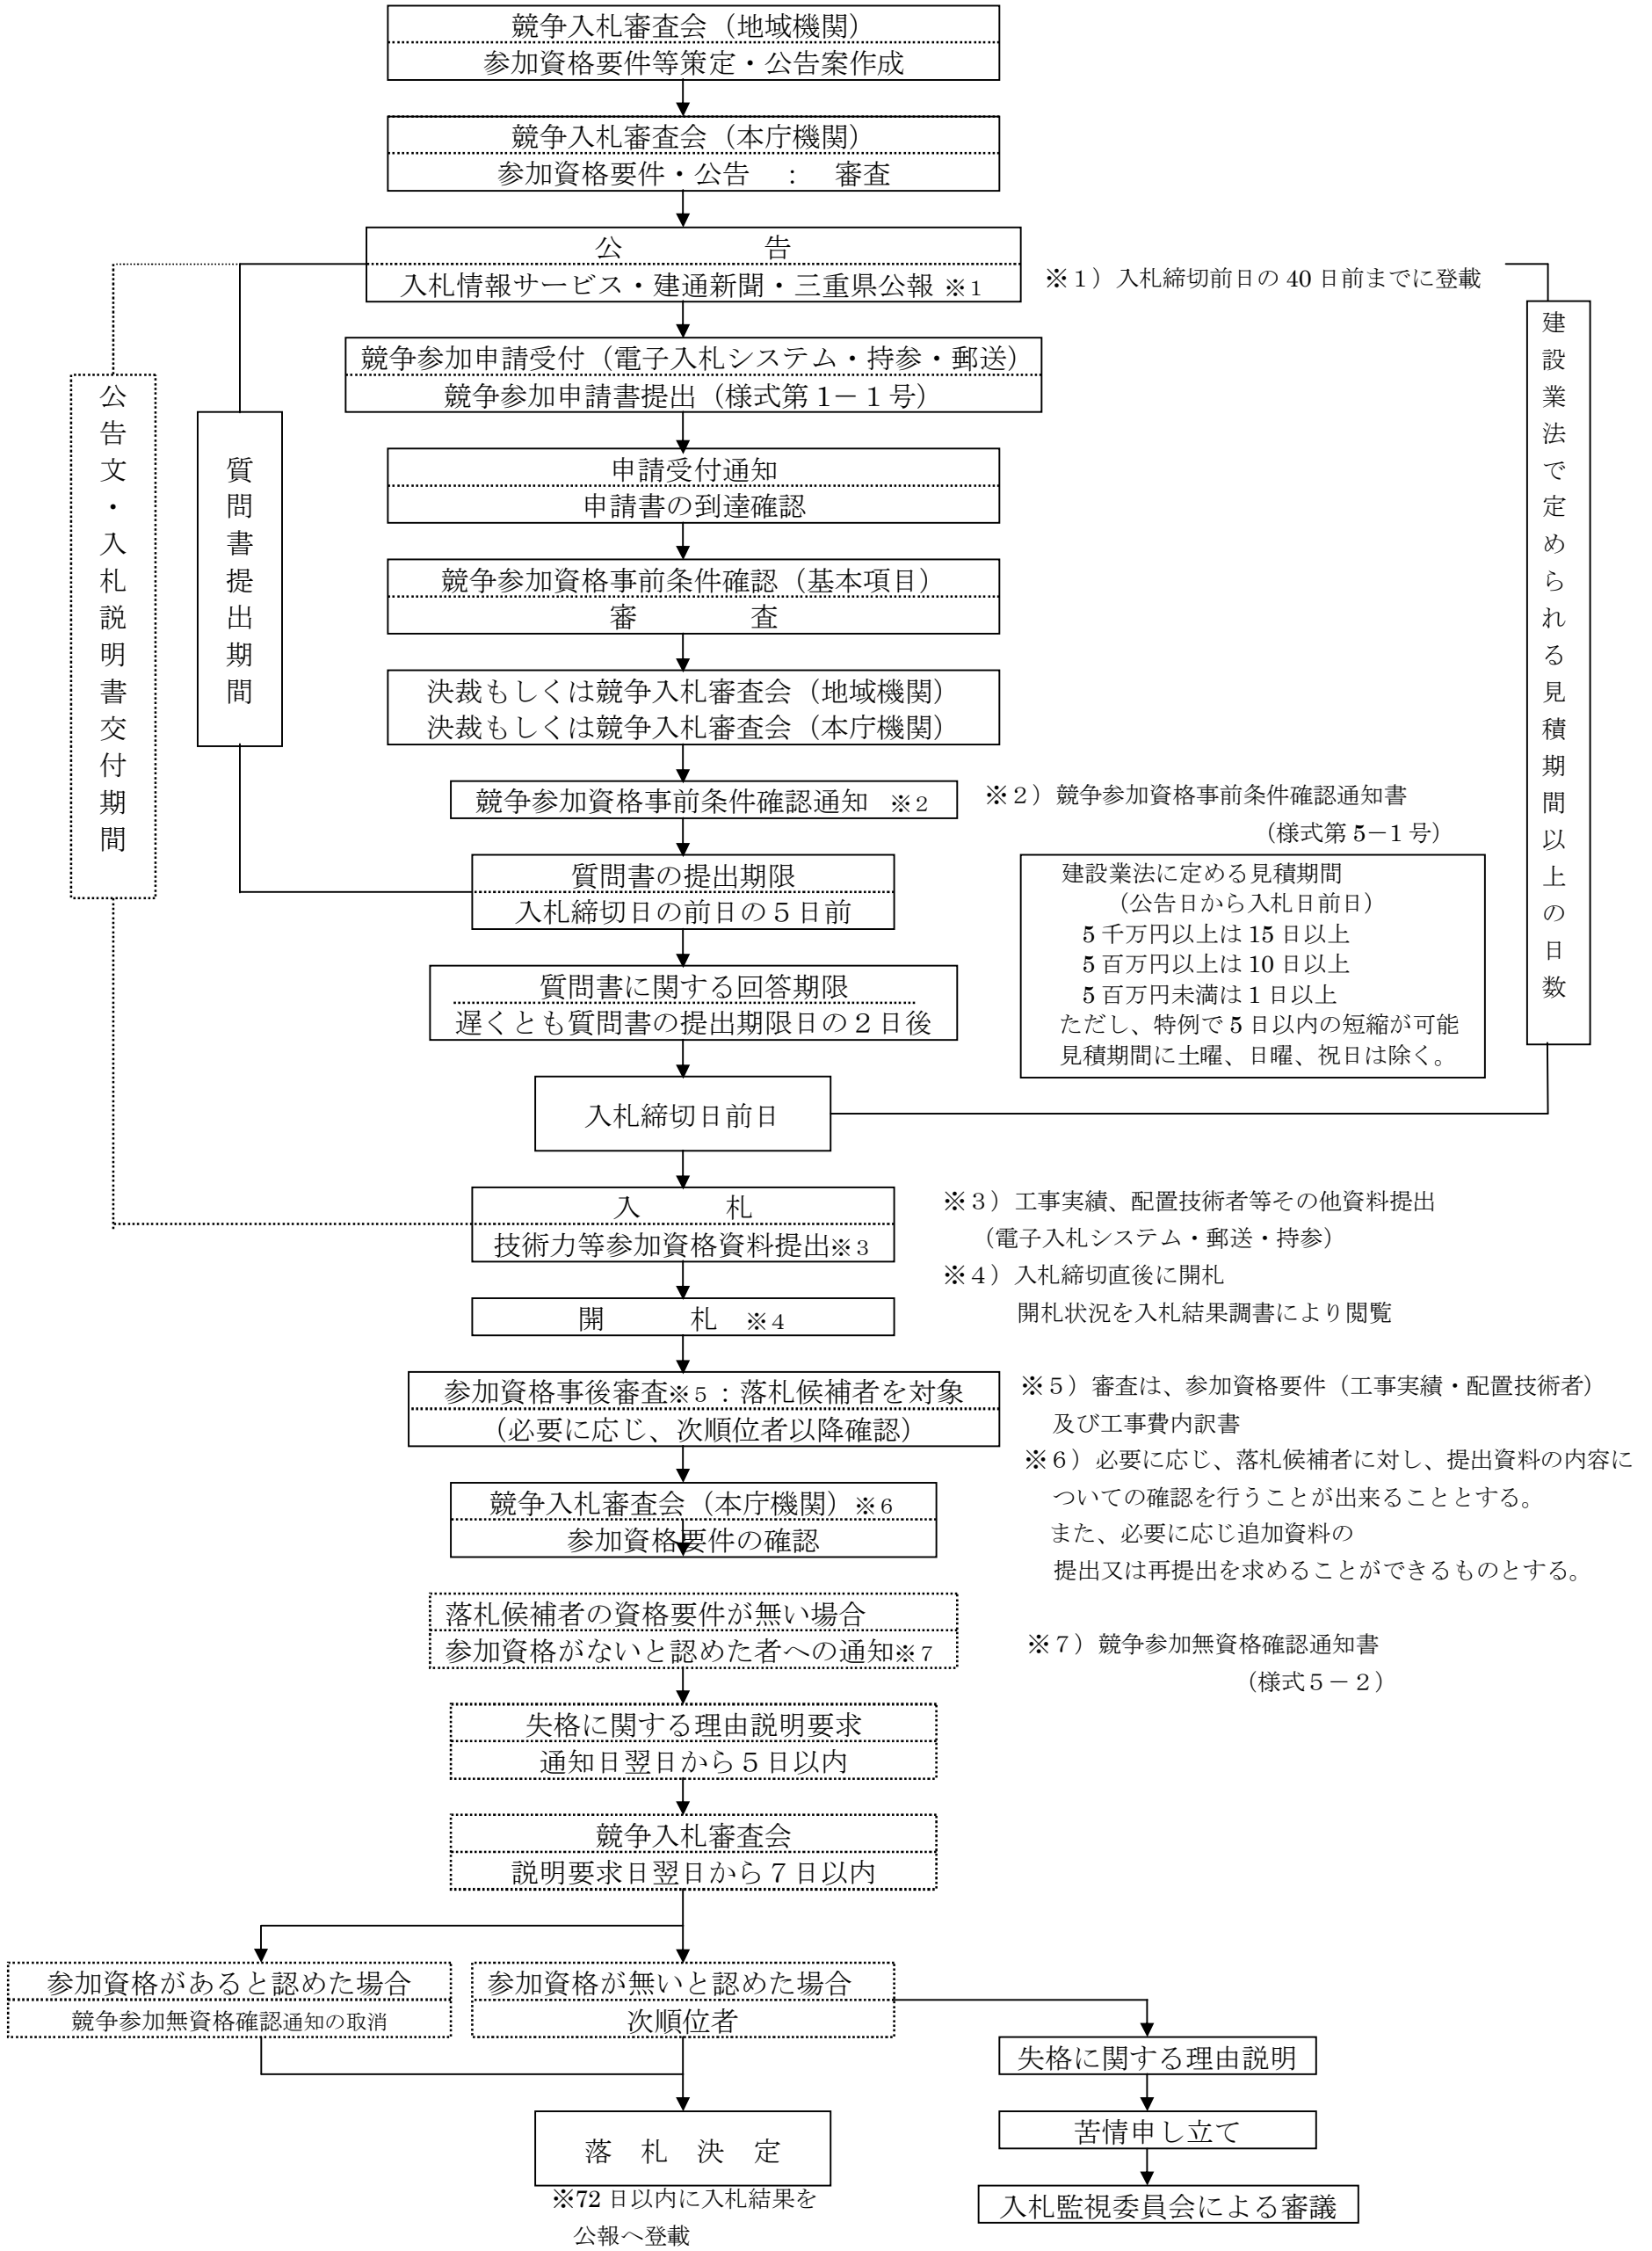 競争入札審査会（地域機関）
参加資格要件等策定・公告案作成
競争入札審査会（本庁機関）
参加資格要件・公告　：　審査
公　　　　　告
入札情報サービス・建通新聞・三重県公報 ※1
※１）入札締切前日の 40 日前までに登載
競争参加申請受付（電子入札システム・持参・郵送）
競争参加申請書提出（様式第 1－１号）
申請受付通知
申請書の到達確認
競争参加資格事前条件確認（基本項目）
審　　　　査
決裁もしくは競争入札審査会（地域機関）
決裁もしくは競争入札審査会（本庁機関）
公告文・入札説明書交付期間
質問書提出期間
建設業法で定められる見積期間以上の日数
競争参加資格事前条件確認通知　※2
※２）競争参加資格事前条件確認通知書
（様式第 5－1 号）
質問書の提出期限
入札締切日の前日の５日前
質問書に関する回答期限
遅くとも質問書の提出期限日の２日後
建設業法に定める見積期間
（公告日から入札日前日）
5 千万円以上は 15 日以上
5 百万円以上は 10 日以上
5 百万円未満は 1 日以上
ただし、特例で 5 日以内の短縮が可能
見積期間に土曜、日曜、祝日は除く。
入札締切日前日
入　　　札
技術力等参加資格資料提出※3
※３）工事実績、配置技術者等その他資料提出
（電子入札システム・郵送・持参）
※４）入札締切直後に開札
開札状況を入札結果調書により閲覧
開　　　札　※4
参加資格事後審査※5：落札候補者を対象
（必要に応じ、次順位者以降確認）
※５）審査は、参加資格要件（工事実績・配置技術者）
及び工事費内訳書
※６）必要に応じ、落札候補者に対し、提出資料の内容に
ついての確認を行うことが出来ることとする。
また、必要に応じ追加資料の
提出又は再提出を求めることができるものとする。
競争入札審査会（本庁機関）※6
参加資格要件の確認
落札候補者の資格要件が無い場合
参加資格がないと認めた者への通知※7
※７）競争参加無資格確認通知書
（様式５－２）
失格に関する理由説明要求
通知日翌日から５日以内
競争入札審査会
説明要求日翌日から７日以内
参加資格があると認めた場合
競争参加無資格確認通知の取消
参加資格が無いと認めた場合
次順位者
失格に関する理由説明
苦情申し立て
入札監視委員会による審議
落　札　決　定
※72 日以内に入札結果を
公報へ登載